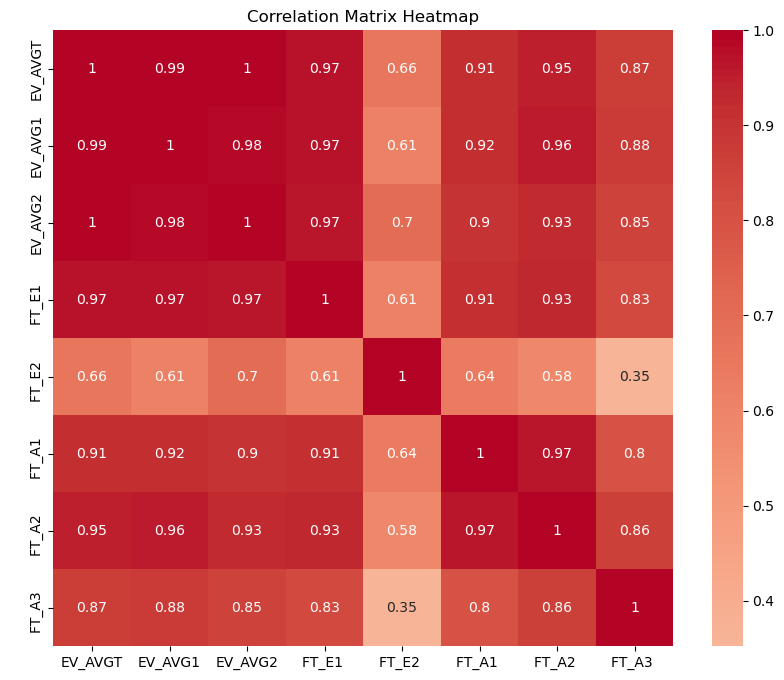 Correlation Matrix Heatmap
EV_AVGT 1 0.99 1 0.97 0.66 0.91 0.95 0.87
EV_AVG1 0.99 1 0.98 0.97 0.61 0.92 0.96 0.88
EV_AVG2 1 0.98 1 0.97 0.7 0.9 0.93 0.85
FT_E1 0.97 0.97 0.97 1 0.61 0.91 0.93 0.83
FT_E2 0.66 0.61 0.7 0.61 1 0.64 0.58 0.35
FT_A1 0.91 0.92 0.9 0.91 0.64 1 0.97 0.8
FT_A2 0.95 0.96 0.93 0.93 0.58 0.97 1 0.86
FT_A3 0.87 0.88 0.85 0.83 0.35 0.8 0.86 1
EV_AVGT EV_AVG1 EV_AVG2 FT_E1 FT_E2 FT_A1 FT_A2 FT_A3
1.0
0.9
0.8
0.7
0.6
0.5
0.4